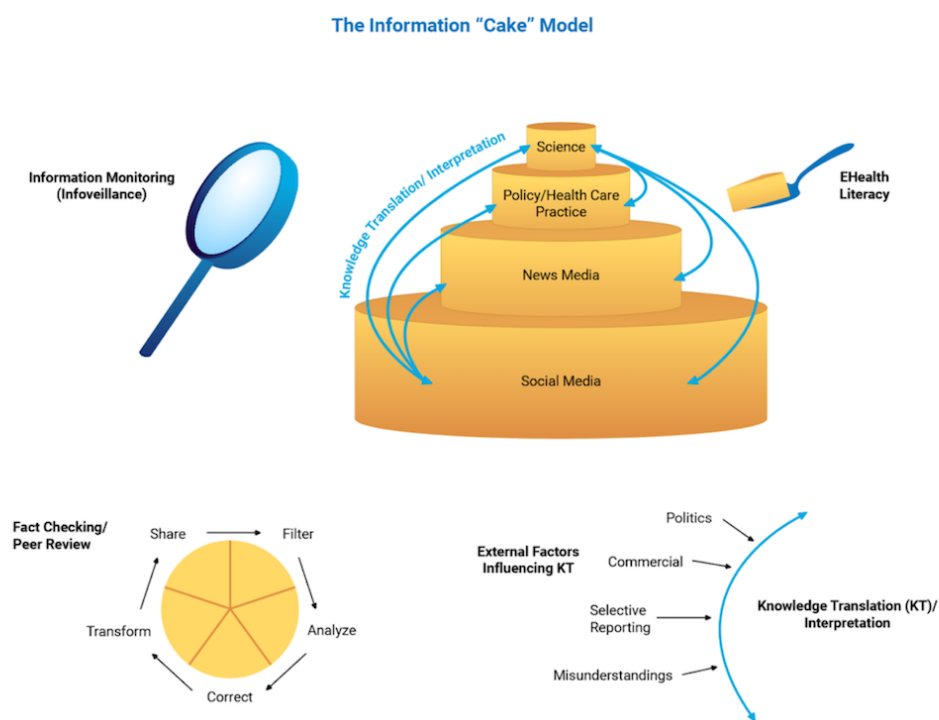 The Information “Cake” Model
Information Monitoring
(Infoveillance)
Knowledge Translation/ Interpretation
Science
Policy/Health Care
Practice
News Media
Social Media
EHealth
Literacy
Fact Checking/
Peer Review
Share
Filter
Analyze
Correct
Transform
External Factors
Influencing KT
Politics
Commercial
Selective
Reporting
Misunderstandings
Knowledge Translation (KT)/
Interpretation